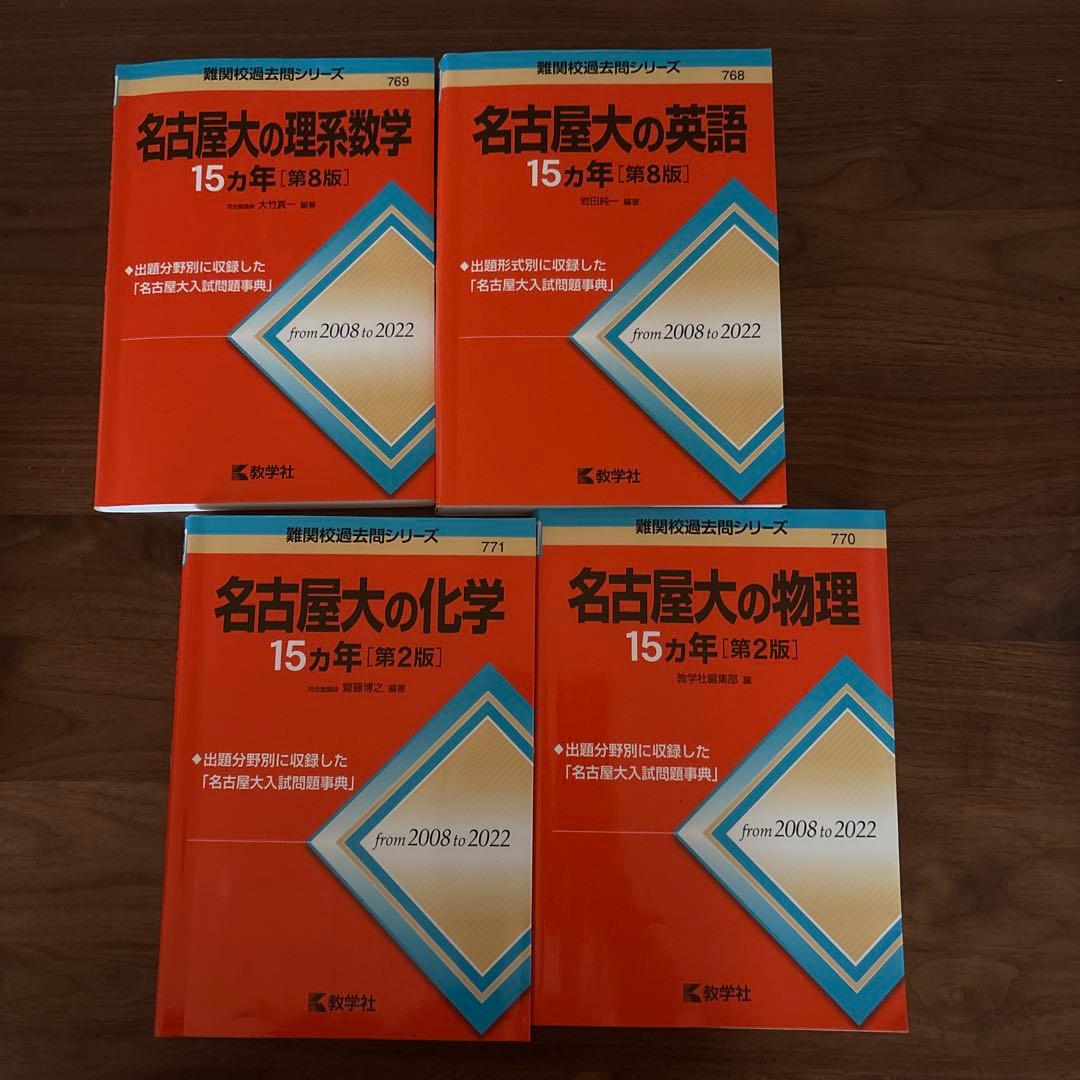 難関校過去問シリーズ
769
名古屋大の理系数学
15カ年[第8版]
河合塾講師 大竹真一 編著
◆出題分野別に収録した
「名古屋大入試問題事典」
from 2008 to 2022
教学社
難関校過去問シリーズ
768
名古屋大の英語
15カ年[第8版]
岩田純一 編著
◆出題形式別に収録した
「名古屋大入試問題事典」
from 2008 to 2022
教学社
難関校過去問シリーズ
771
名古屋大の化学
15カ年[第2版]
河合塾講師 齋藤博之 編著
◆出題分野別に収録した
「名古屋大入試問題事典」
from 2008 to 2022
教学社
難関校過去問シリーズ
770
名古屋大の物理
15カ年[第2版]
教学社編集部 編
◆出題分野別に収録した
「名古屋大入試問題事典」
from 2008 to 2022
教学社